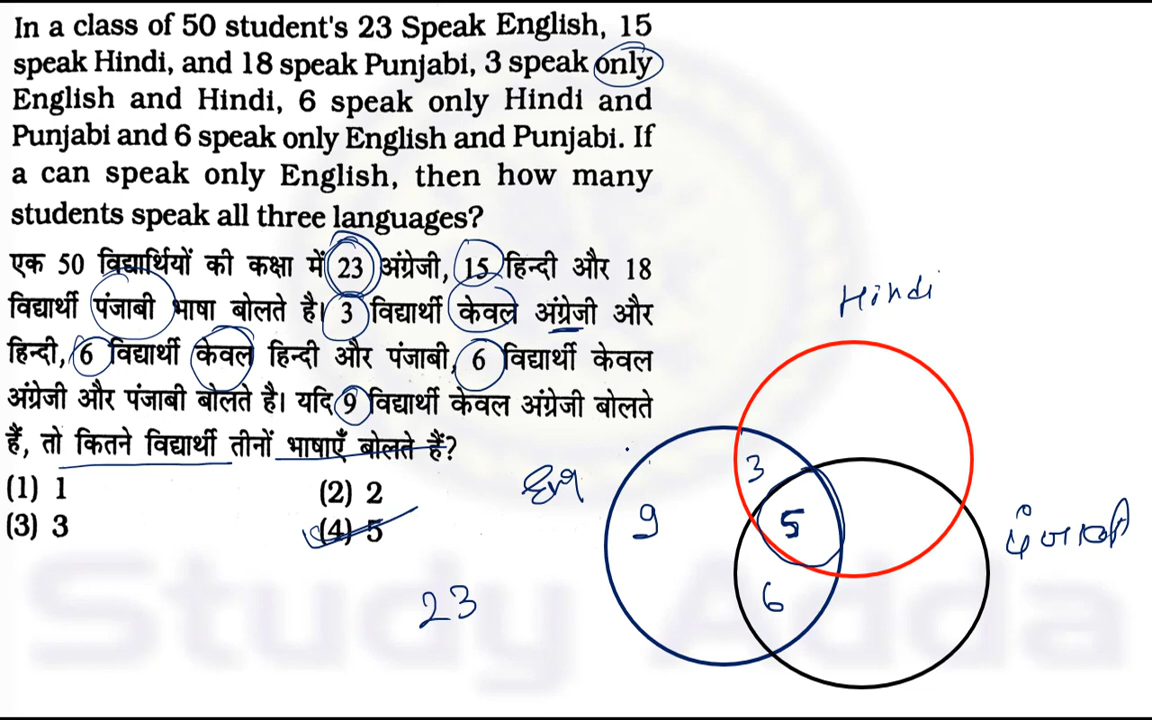 In a class of 50 student's 23 Speak English, 15
speak Hindi, and 18 speak Punjabi, 3 speak only
English and Hindi, 6 speak only Hindi and
Punjabi and 6 speak only English and Punjabi. If
a can speak only English, then how many
students speak all three languages?
एक 50 विद्यार्थियों की कक्षा में 23 अंग्रेजी, 15 हिन्दी और 18
विद्यार्थी पंजाबी भाषा बोलते है। 3 विद्यार्थी केवल अंग्रेजी और
हिन्दी, 6 विद्यार्थी केवल हिन्दी और पंजाबी, 6 विद्यार्थी केवल
अंग्रेजी और पंजाबी बोलते है। यदि 9 विद्यार्थी केवल अंग्रेजी बोलते
हैं, तो कितने विद्यार्थी तीनों भाषाएँ बोलते हैं?
(1) 1 (2) 2
(3) 3 (4) 5
Hindi
3
9
5
पंजाबी
6
23
Study Adda